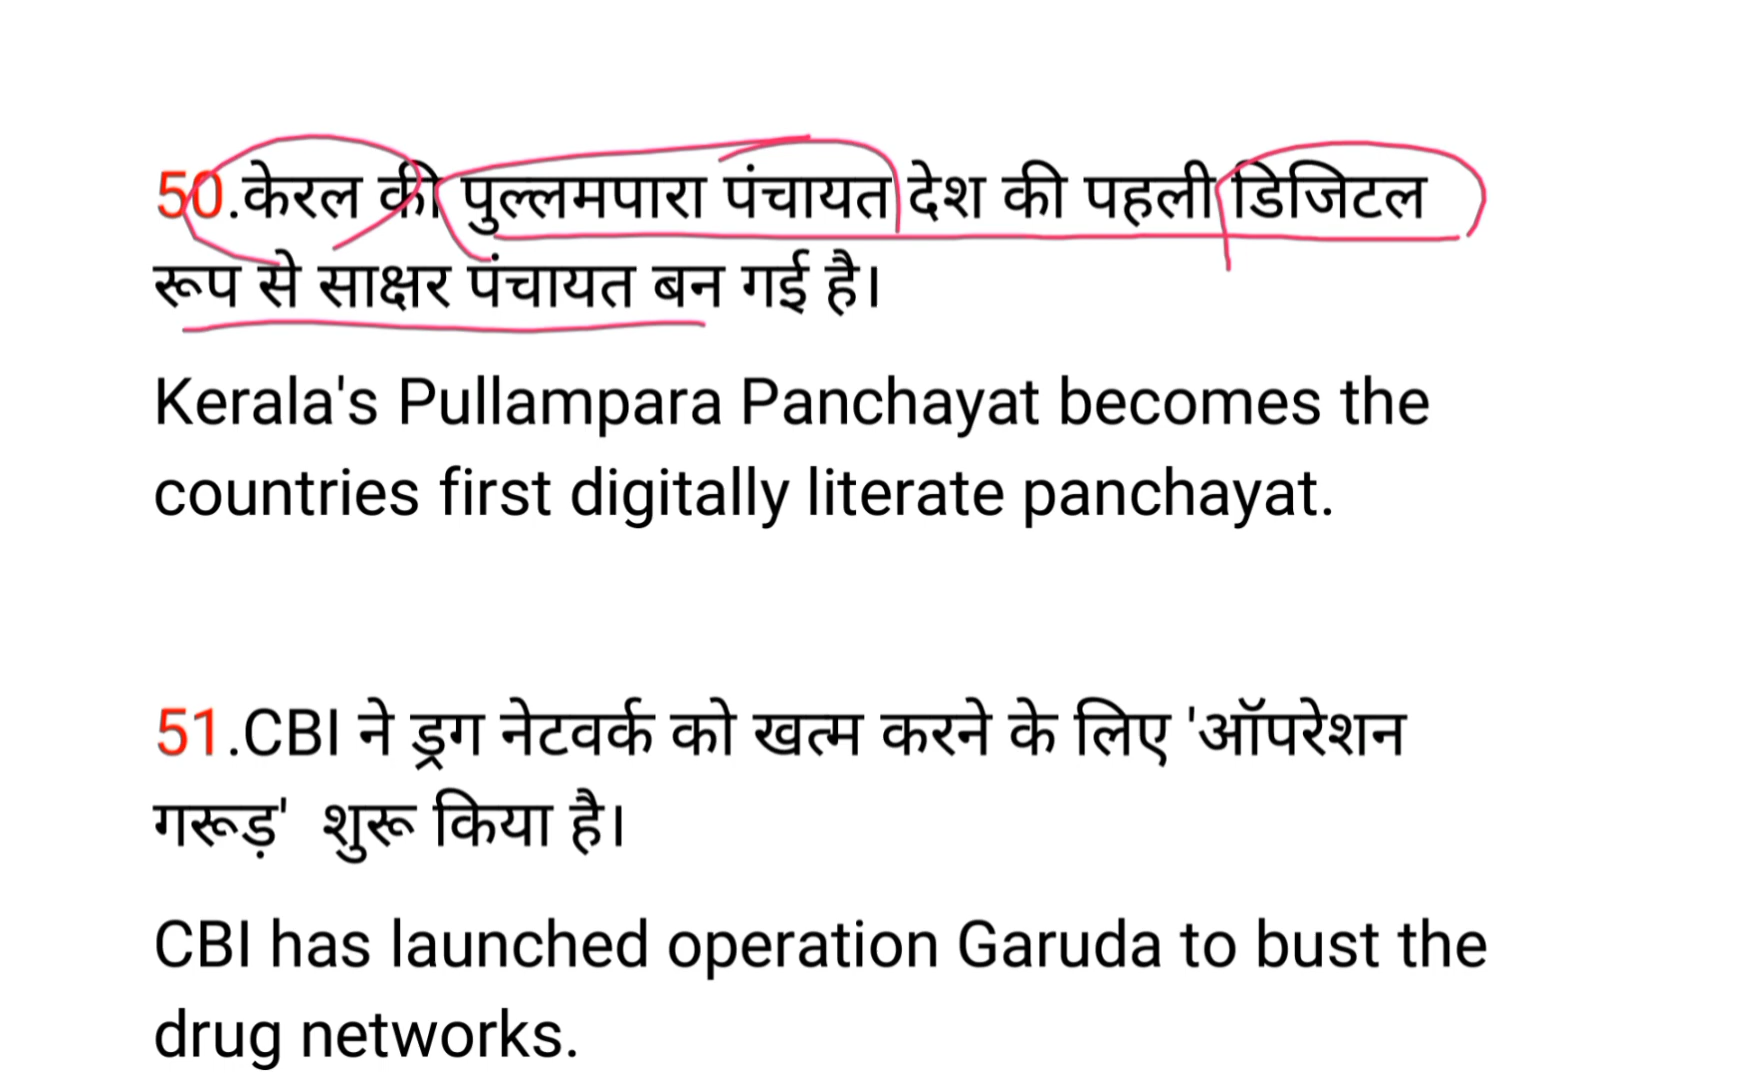 50.केरल की पुल्लमपारा पंचायत देश की पहली डिजिटल
रूप से साक्षर पंचायत बन गई है।
Kerala's Pullampara Panchayat becomes the
countries first digitally literate panchayat.
51.CBI ने ड्रग नेटवर्क को खत्म करने के लिए 'ऑपरेशन
गरूड़' शुरू किया है।
CBI has launched operation Garuda to bust the
drug networks.